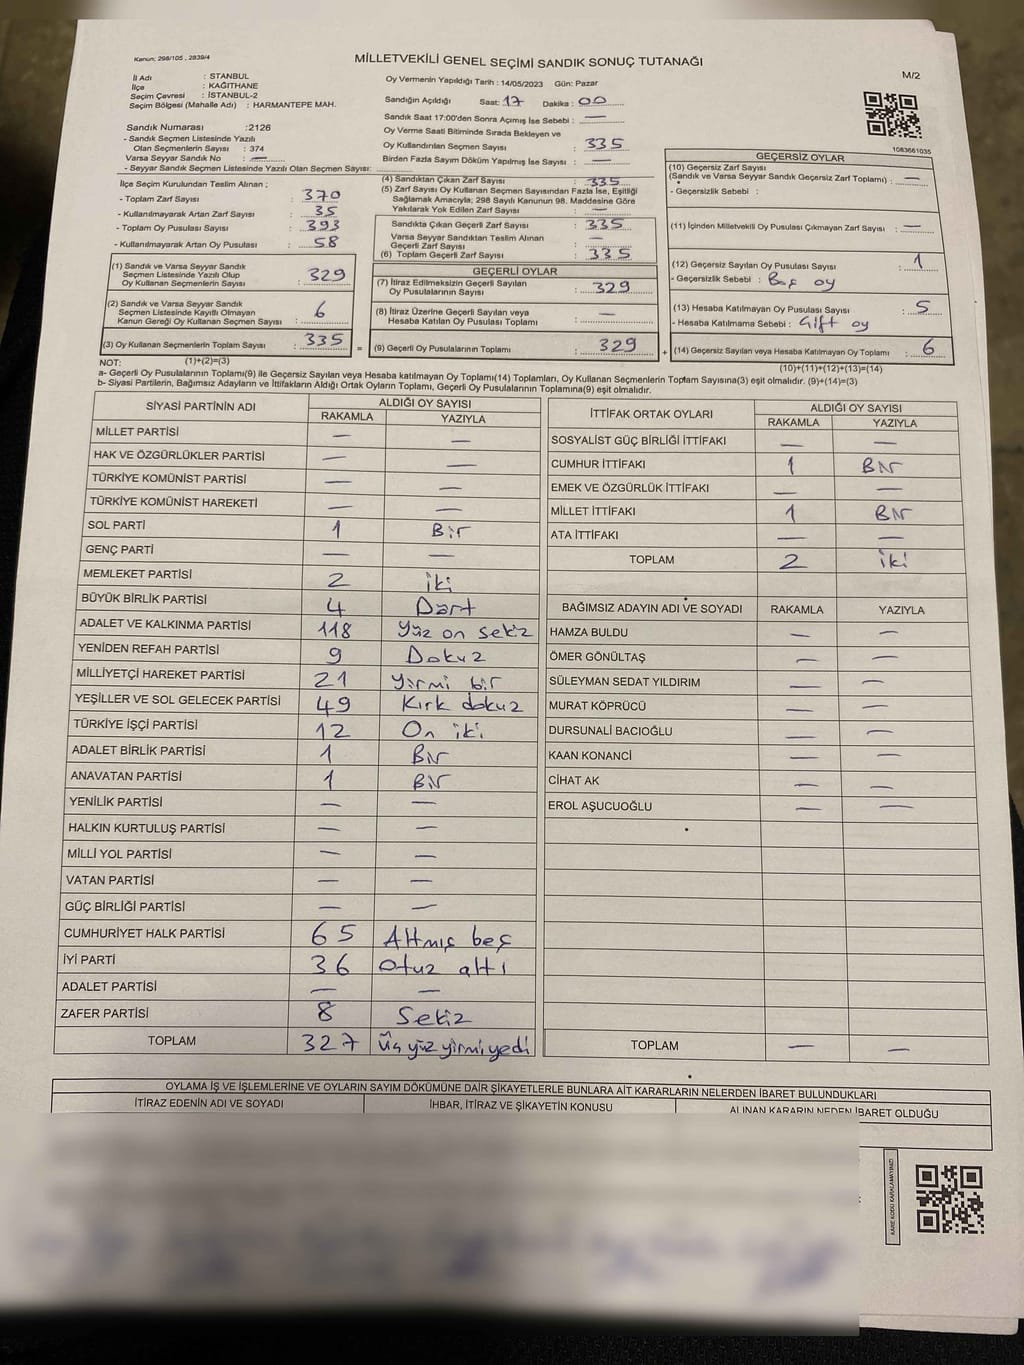 Kanun; 298/105 , 2839/4
MİLLETVEKİLİ GENEL SEÇİMİ SANDIK SONUÇ TUTANAĞI
M/2
İl Adı : STANBUL
İlçe : KAĞITHANE
Seçim Çevresi : İSTANBUL-2
Seçim Bölgesi (Mahalle Adı) : HARMANTEPE MAH.
Sandık Numarası :2126
- Sandık Seçmen Listesinde Yazılı
Olan Seçmenlerin Sayısı : 374
Varsa Seyyar Sandık No : —
- Seyyar Sandık Seçmen Listesinde Yazılı Olan Seçmen Sayısı:
İlçe Seçim Kurulundan Teslim Alınan ;
- Toplam Zarf Sayısı : 370
- Kullanılmayarak Artan Zarf Sayısı : 35
- Toplam Oy Pusulası Sayısı : 393
- Kullanılmayarak Artan Oy Pusulası : 58
(1) Sandık ve Varsa Seyyar Sandık
Seçmen Listesinde Yazılı Olup
Oy Kullanan Seçmenlerin Sayısı : 329
(2) Sandık ve Varsa Seyyar Sandık
Seçmen Listesinde Kayıtlı Olmayan
Kanun Gereği Oy Kullanan Seçmen Sayısı : 6
(3) Oy Kullanan Seçmenlerin Toplam Sayısı : 335
(1)+(2)=(3)
Oy Vermenin Yapıldığı Tarih : 14/05/2023 Gün: Pazar
Sandığın Açıldığı Saat: 17 Dakika : 00
Sandık Saat 17:00'den Sonra Açımış İse Sebebi : —
Oy Verme Saati Bitiminde Sırada Bekleyen ve
Oy Kullandırılan Seçmen Sayısı : 335
Birden Fazla Sayım Döküm Yapılmış İse Sayısı : —
(4) Sandıktan Çıkan Zarf Sayısı : 335
(5) Zarf Sayısı Oy Kullanan Seçmen Sayısından Fazla İse, Eşitliği
Sağlamak Amacıyla; 298 Sayılı Kanunun 98. Maddesine Göre
Yakılarak Yok Edilen Zarf Sayısı : —
Sandıkta Çıkan Geçerli Zarf Sayısı : 335
Varsa Seyyar Sandıktan Teslim Alınan
Geçerli Zarf Sayısı : —
(6) Toplam Geçerli Zarf Sayısı : 335
GEÇERLİ OYLAR
(7) İtiraz Edilmeksizin Geçerli Sayılan
Oy Pusulalarının Sayısı : 329
(8) İtiraz Üzerine Geçerli Sayılan veya
Hesaba Katılan Oy Pusulası Toplamı : —
= (9) Geçerli Oy Pusulalarının Toplamı : 329
1083661035
GEÇERSİZ OYLAR
(10) Geçersiz Zarf Sayısı
(Sandık ve Varsa Seyyar Sandık Geçersiz Zarf Toplamı) : —
- Geçersizlik Sebebi :
(11) İçinden Milletvekili Oy Pusulası Çıkmayan Zarf Sayısı : —
(12) Geçersiz Sayılan Oy Pusulası Sayısı : 1
- Geçersizlik Sebebi : Boş oy
(13) Hesaba Katılmayan Oy Pusulası Sayısı : 5
- Hesaba Katılmama Sebebi : Çift oy
+ (14) Geçersiz Sayılan veya Hesaba Katılmayan Oy Toplamı : 6
(10)+(11)+(12)+(13)=(14)
NOT:
a- Geçerli Oy Pusulaları Toplamı(9) ile Geçersiz Sayılan veya Hesaba Katılmayan Oy Toplamı(14) Toplamları, Oy Kullanan Seçmenlerin Toplam Sayısına(3) eşit olmalıdır. (9)+(14)=(3)
b- Siyasi Partilerin, Bağımsız Adayların ve İttifakların Aldığı Ortak Oyların Toplamı, Geçerli Oy Pusulalarının Toplamına(9) eşit olmalıdır.
SİYASİ PARTİNİN ADI ALDIĞI OY SAYISI
RAKAMLA YAZIYLA
MİLLET PARTİSİ — —
HAK VE ÖZGÜRLÜKLER PARTİSİ — —
TÜRKİYE KOMÜNİST PARTİSİ — —
TÜRKİYE KOMÜNİST HAREKETİ — —
SOL PARTİ 1 Bir
GENÇ PARTİ — —
MEMLEKET PARTİSİ 2 iki
BÜYÜK BİRLİK PARTİSİ 4 Dört
ADALET VE KALKINMA PARTİSİ 118 Yüz on sekiz
YENİDEN REFAH PARTİSİ 9 Dokuz
MİLLİYETÇİ HAREKET PARTİSİ 21 Yirmi bir
YEŞİLLER VE SOL GELECEK PARTİSİ 49 Kırk dokuz
TÜRKİYE İŞÇİ PARTİSİ 12 On iki
ADALET BİRLİK PARTİSİ 1 Bir
ANAVATAN PARTİSİ 1 Bir
YENİLİK PARTİSİ — —
HALKIN KURTULUŞ PARTİSİ — —
MİLLİ YOL PARTİSİ — —
VATAN PARTİSİ — —
GÜÇ BİRLİĞİ PARTİSİ — —
CUMHURİYET HALK PARTİSİ 65 Altmış beş
İYİ PARTİ 36 Otuz altı
ADALET PARTİSİ — —
ZAFER PARTİSİ 8 Sekiz
TOPLAM 327 Üç yüz yirmi yedi
İTTİFAK ORTAK OYLARI ALDIĞI OY SAYISI
RAKAMLA YAZIYLA
SOSYALİST GÜÇ BİRLİĞİ İTTİFAKI — —
CUMHUR İTTİFAKI 1 Bir
EMEK VE ÖZGÜRLÜK İTTİFAKI — —
MİLLET İTTİFAKI 1 Bir
ATA İTTİFAKI — —
TOPLAM 2 iki
BAĞIMSIZ ADAYIN ADI VE SOYADI RAKAMLA YAZIYLA
HAMZA BULDU — —
ÖMER GÖNÜLTAŞ — —
SÜLEYMAN SEDAT YILDIRIM — —
MURAT KÖPRÜCÜ — —
DURSUNALİ BACIOĞLU — —
KAAN KONANCİ — —
CİHAT AK — —
EROL AŞUCUOĞLU — —
TOPLAM — —
OYLAMA İŞ VE İŞLEMLERİNE VE OYLARIN SAYIM DÖKÜMÜNE DAİR ŞİKAYETLERLE BUNLARA AİT KARARLARIN NELERDEN İBARET BULUNDUKLARI
İTİRAZ EDENİN ADI VE SOYADI İHBAR, İTİRAZ VE ŞİKAYETİN KONUSU ALINAN KARARIN NEDEN İBARET OLDUĞU
KARE KODU KARALAMAYINIZ!